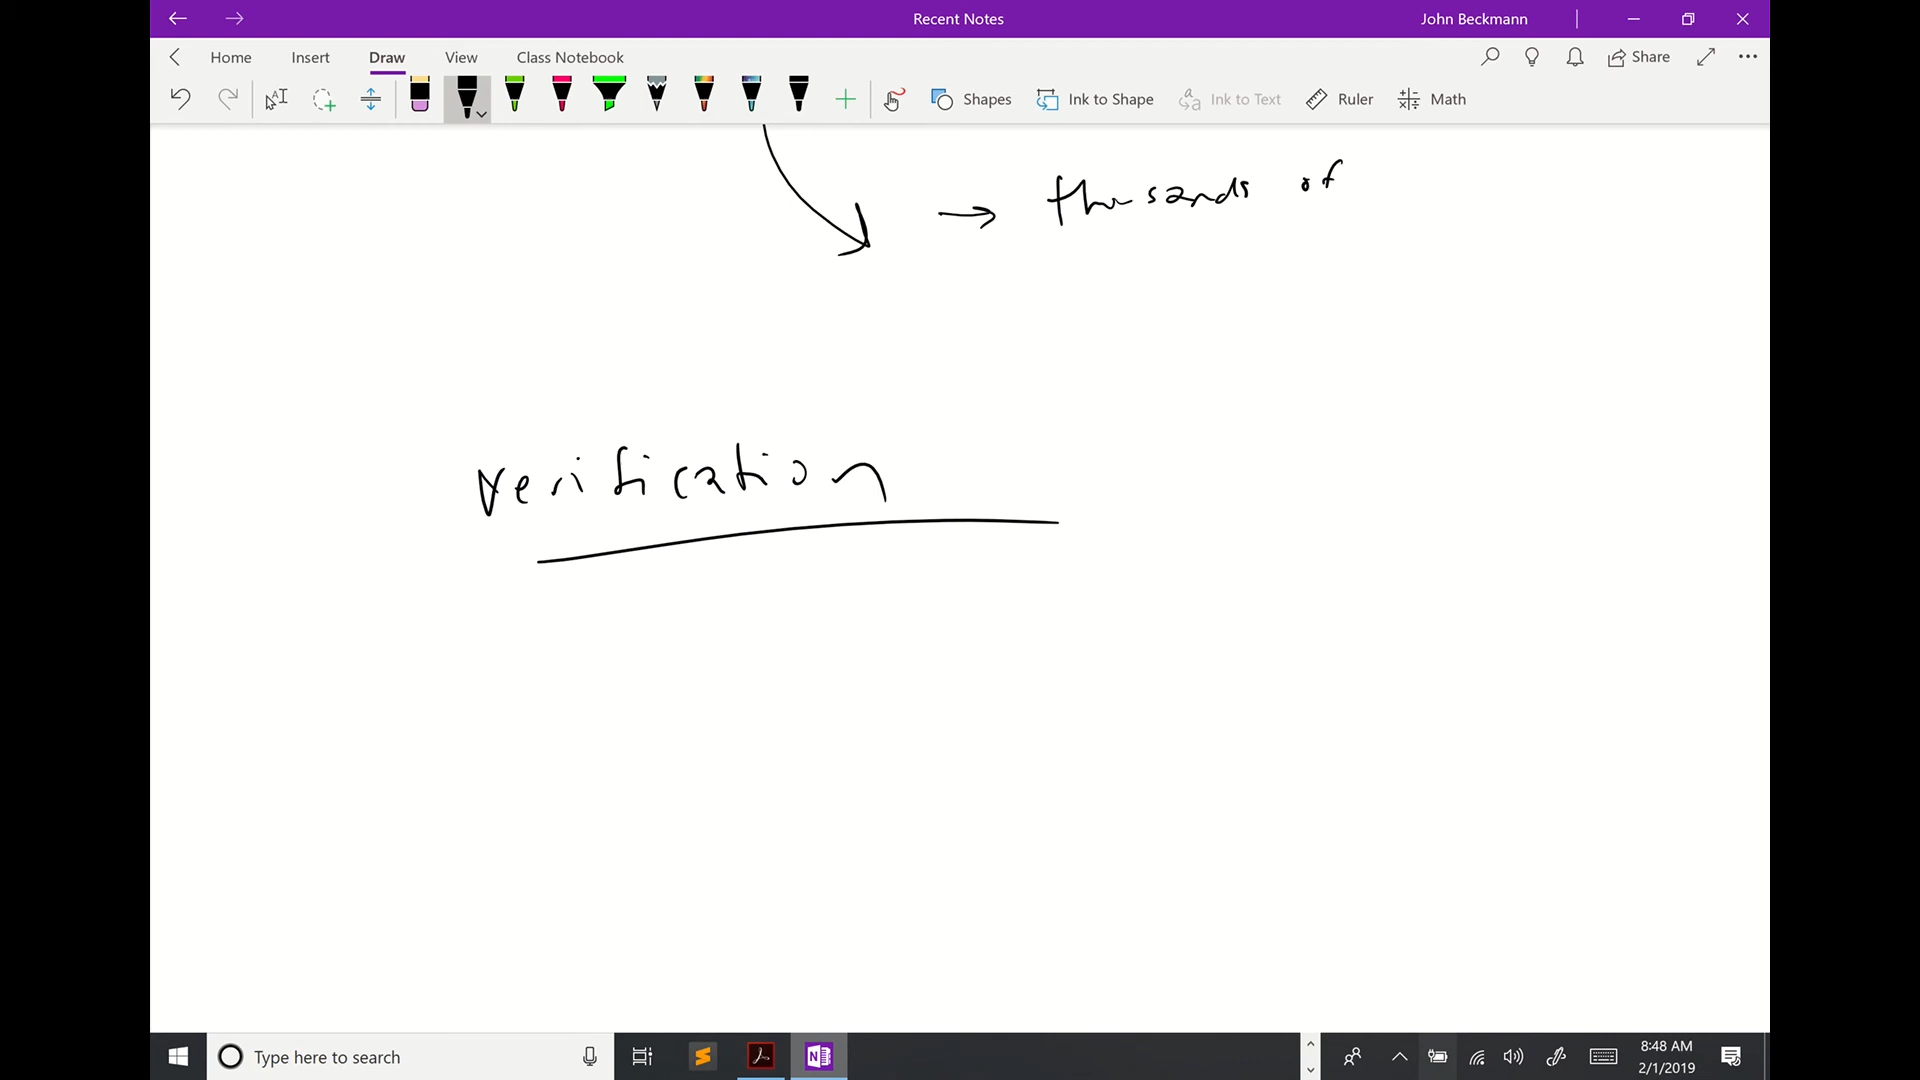 Recent Notes
John Beckmann
Home Insert Draw View Class Notebook
Share
Shapes Ink to Shape Ink to Text Ruler Math
→ thousands of
verification
Type here to search
8:48 AM
2/1/2019